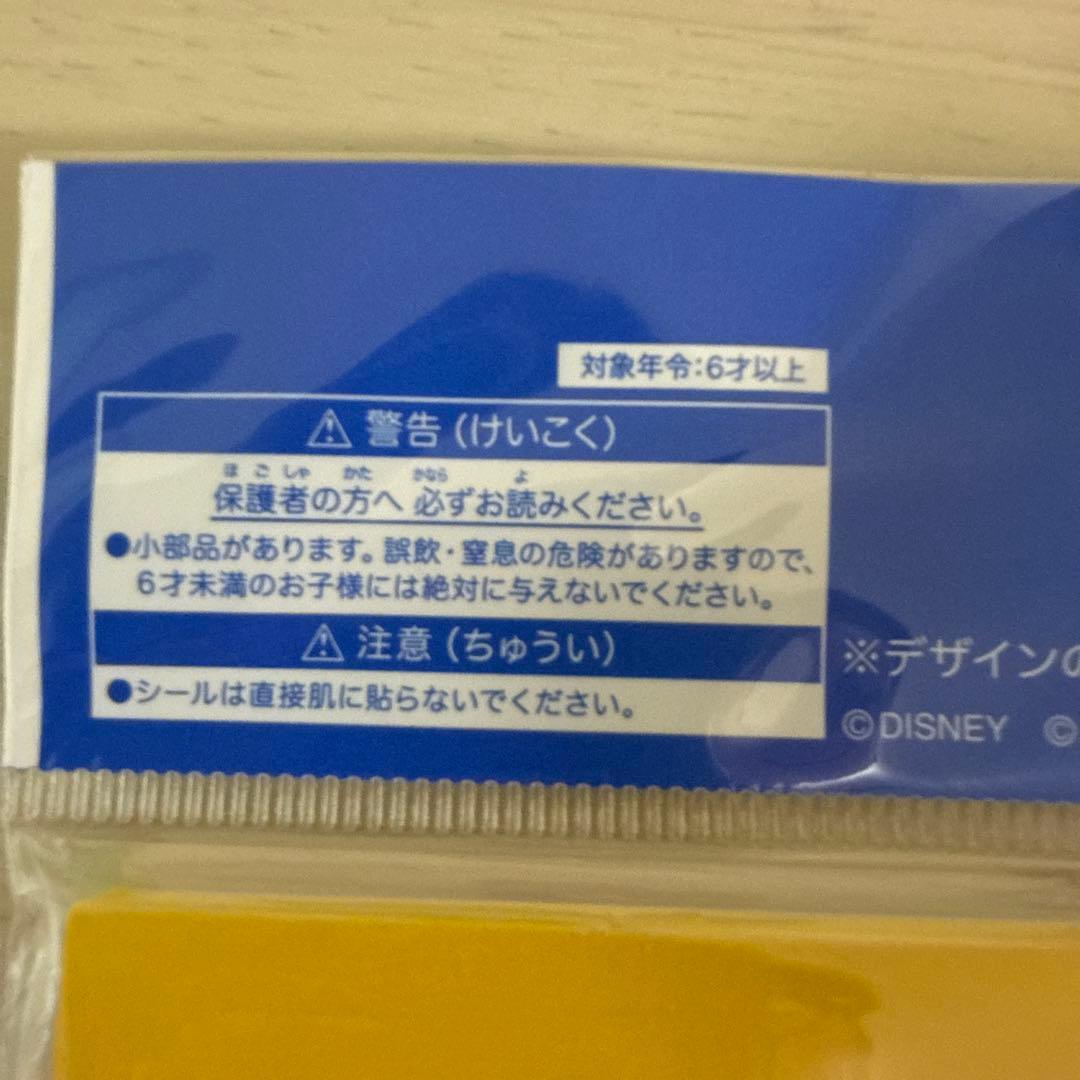 対象年令:6才以上
⚠ 警告(けいこく)
ほごしゃ かた かなら よ
保護者の方へ 必ずお読みください。
●小部品があります。誤飲・窒息の危険がありますので、
6才未満のお子様には絶対に与えないでください。
⚠ 注意(ちゅうい)
●シールは直接肌に貼らないでください。
※デザインの
©DISNEY ©